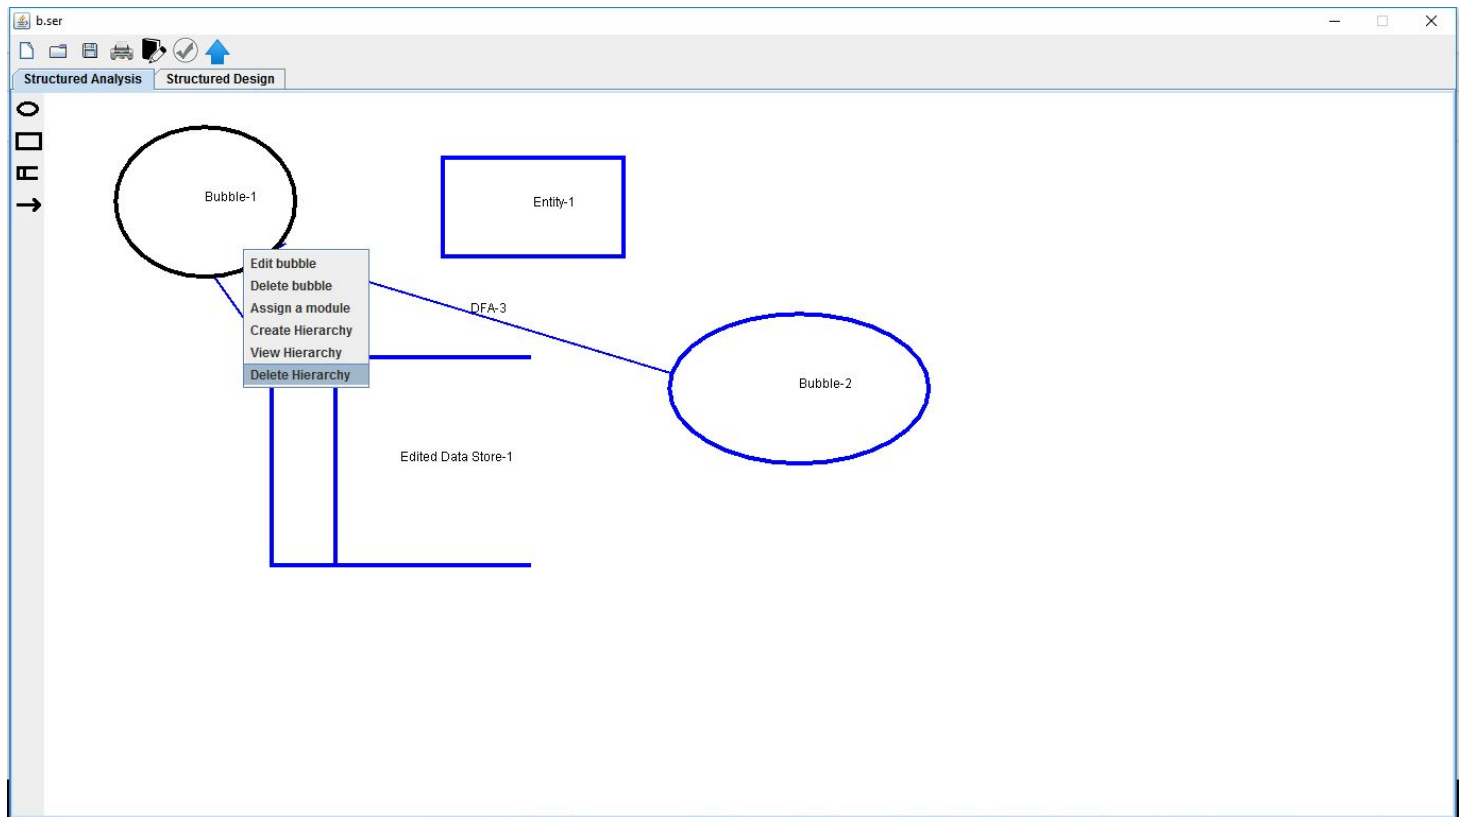 b.ser
Structured Analysis
Structured Design
Bubble-1
Entity-1
Edit bubble
Delete bubble
Assign a module
Create Hierarchy
View Hierarchy
Delete Hierarchy
DFA-3
Bubble-2
Edited Data Store-1